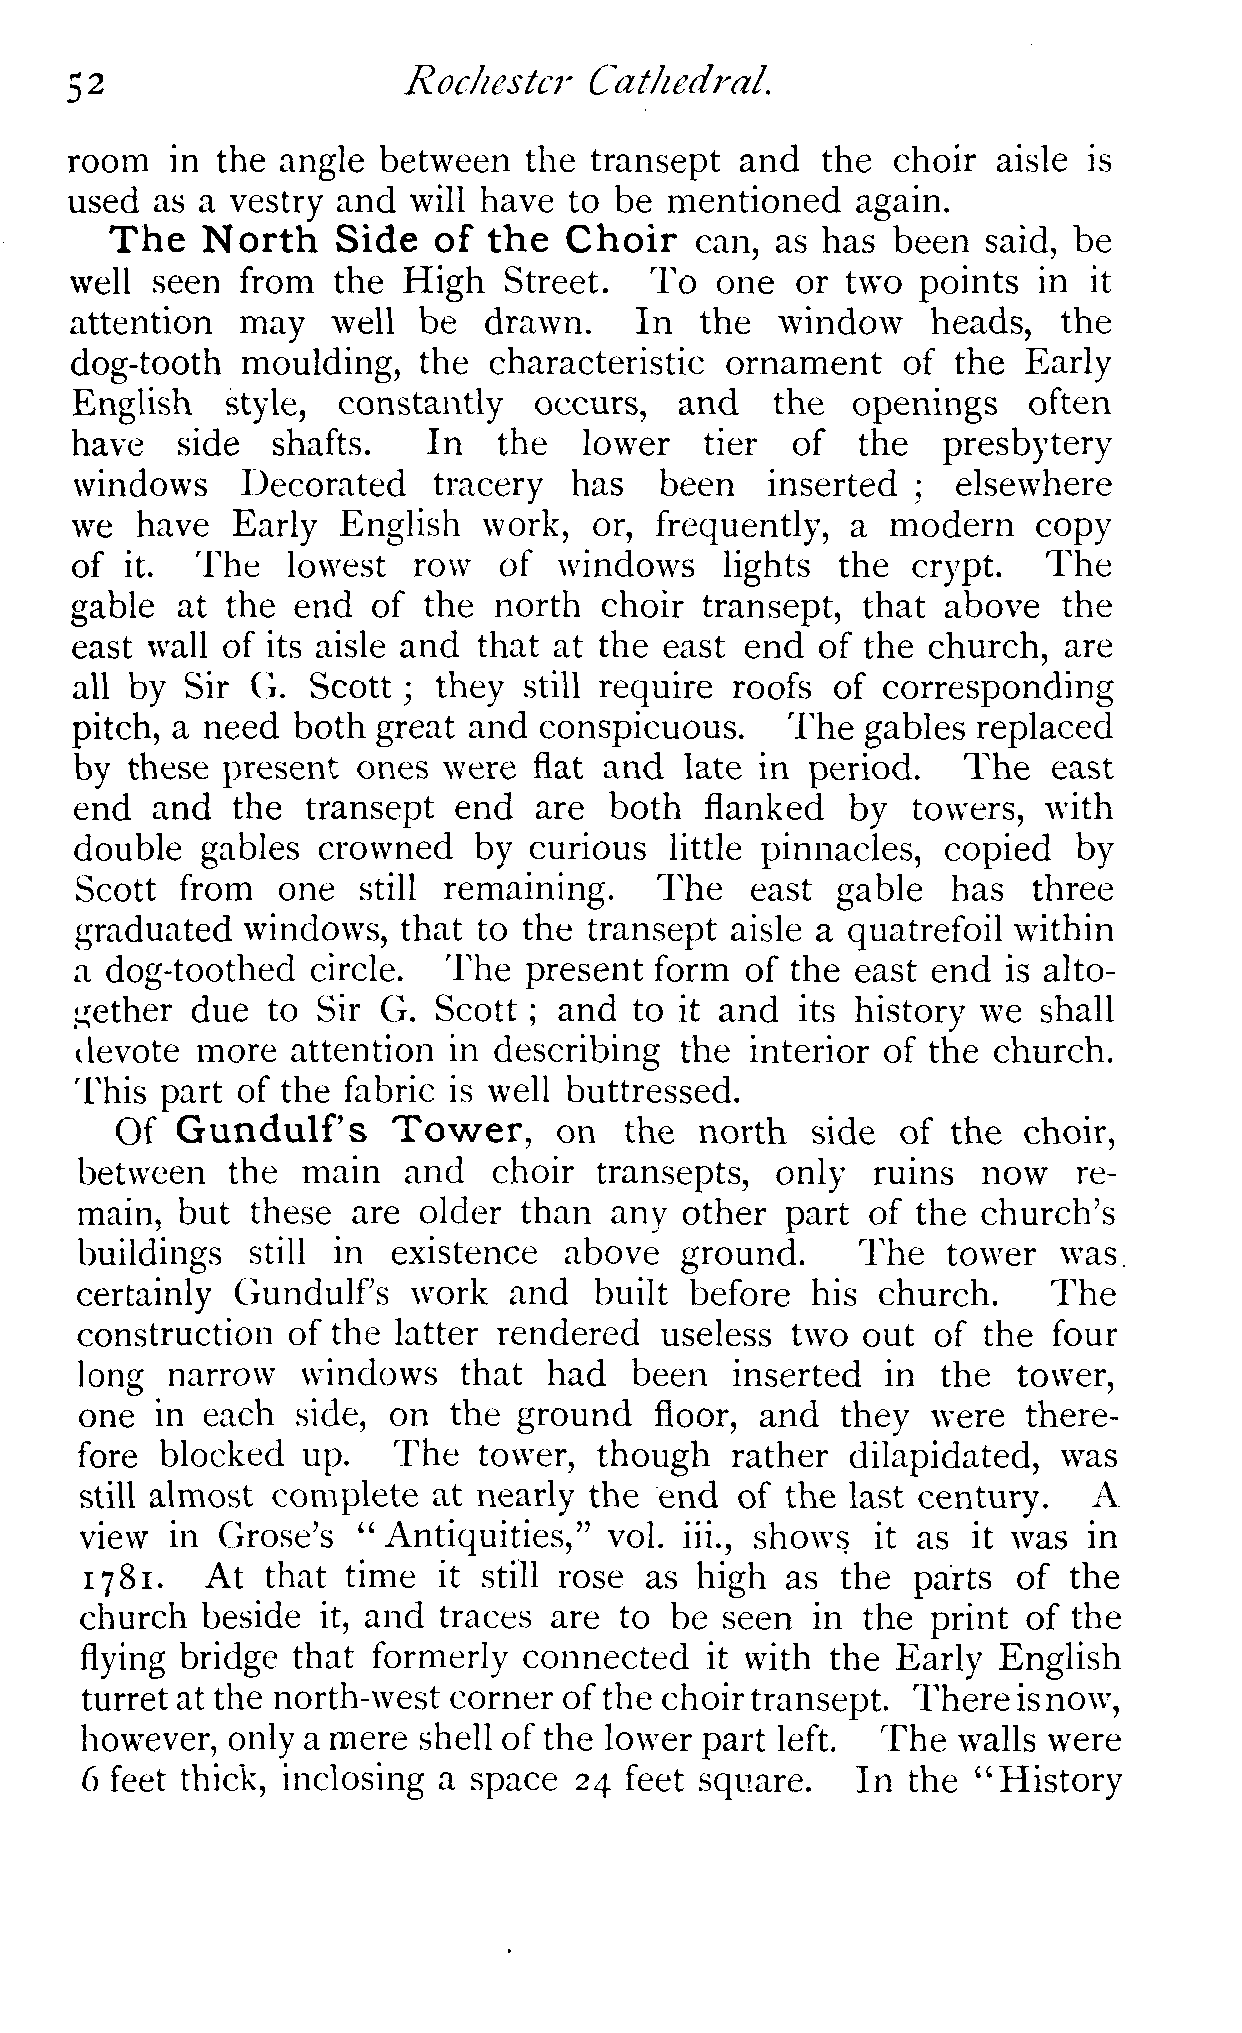 52 Rochester Cathedral.
room in the angle between the transept and the choir aisle is
used as a vestry and will have to be mentioned again.
The North Side of the Choir can, as has been said, be
well seen from the High Street. To one or two points in it
attention may well be drawn. In the window heads, the
dog-tooth moulding, the characteristic ornament of the Early
English style, constantly occurs, and the openings often
have side shafts. In the lower tier of the presbytery
windows Decorated tracery has been inserted ; elsewhere
we have Early English work, or, frequently, a modern copy
of it. The lowest row of windows lights the crypt. The
gable at the end of the north choir transept, that above the
east wall of its aisle and that at the east end of the church, are
all by Sir G. Scott ; they still require roofs of corresponding
pitch, a need both great and conspicuous. The gables replaced
by these present ones were flat and late in period. The east
end and the transept end are both flanked by towers, with
double gables crowned by curious little pinnacles, copied by
Scott from one still remaining. The east gable has three
graduated windows, that to the transept aisle a quatrefoil within
a dog-toothed circle. The present form of the east end is alto-
gether due to Sir G. Scott ; and to it and its history we shall
devote more attention in describing the interior of the church.
This part of the fabric is well buttressed.
Of Gundulf's Tower, on the north side of the choir,
between the main and choir transepts, only ruins now re-
main, but these are older than any other part of the church's
buildings still in existence above ground. The tower was
certainly Gundulf's work and built before his church. The
construction of the latter rendered useless two out of the four
long narrow windows that had been inserted in the tower,
one in each side, on the ground floor, and they were there-
fore blocked up. The tower, though rather dilapidated, was
still almost complete at nearly the end of the last century. A
view in Grose's "Antiquities," vol. iii., shows it as it was in
1781. At that time it still rose as high as the parts of the
church beside it, and traces are to be seen in the print of the
flying bridge that formerly connected it with the Early English
turret at the north-west corner of the choir transept. There is now,
however, only a mere shell of the lower part left. The walls were
6 feet thick, inclosing a space 24 feet square. In the "History